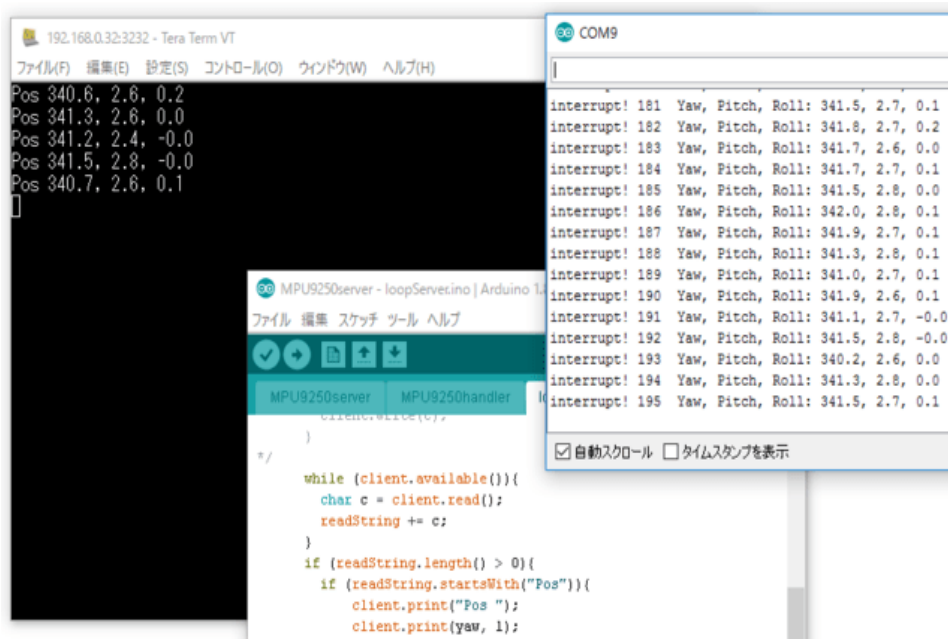 192.168.0.32:3232 - Tera Term VT
ファイル(F) 編集(E) 設定(S) コントロール(O) ウィンドウ(W) ヘルプ(H)
Pos 340.6, 2.6, 0.2
Pos 341.3, 2.6, 0.0
Pos 341.2, 2.4, -0.0
Pos 341.5, 2.8, -0.0
Pos 340.7, 2.6, 0.1
COM9
interrupt! 181 Yaw, Pitch, Roll: 341.5, 2.7, 0.1
interrupt! 182 Yaw, Pitch, Roll: 341.8, 2.7, 0.2
interrupt! 183 Yaw, Pitch, Roll: 341.7, 2.6, 0.0
interrupt! 184 Yaw, Pitch, Roll: 341.7, 2.7, 0.1
interrupt! 185 Yaw, Pitch, Roll: 341.5, 2.8, 0.0
interrupt! 186 Yaw, Pitch, Roll: 342.0, 2.8, 0.1
interrupt! 187 Yaw, Pitch, Roll: 341.9, 2.7, 0.1
interrupt! 188 Yaw, Pitch, Roll: 341.3, 2.8, 0.1
interrupt! 189 Yaw, Pitch, Roll: 341.0, 2.7, 0.1
interrupt! 190 Yaw, Pitch, Roll: 341.9, 2.6, 0.1
interrupt! 191 Yaw, Pitch, Roll: 341.1, 2.7, -0.0
interrupt! 192 Yaw, Pitch, Roll: 341.5, 2.8, -0.0
interrupt! 193 Yaw, Pitch, Roll: 340.2, 2.6, 0.0
interrupt! 194 Yaw, Pitch, Roll: 341.3, 2.8, 0.0
interrupt! 195 Yaw, Pitch, Roll: 341.5, 2.7, 0.1
自動スクロール タイムスタンプを表示
MPU9250server - loopServer.ino | Arduino 1.8
ファイル 編集 スケッチ ツール ヘルプ
MPU9250server MPU9250handler lo
client.write(c);
}
*/
while (client.available()){
char c = client.read();
readString += c;
}
if (readString.length() > 0){
if (readString.startsWith("Pos")){
client.print("Pos ");
client.print(yaw, 1);